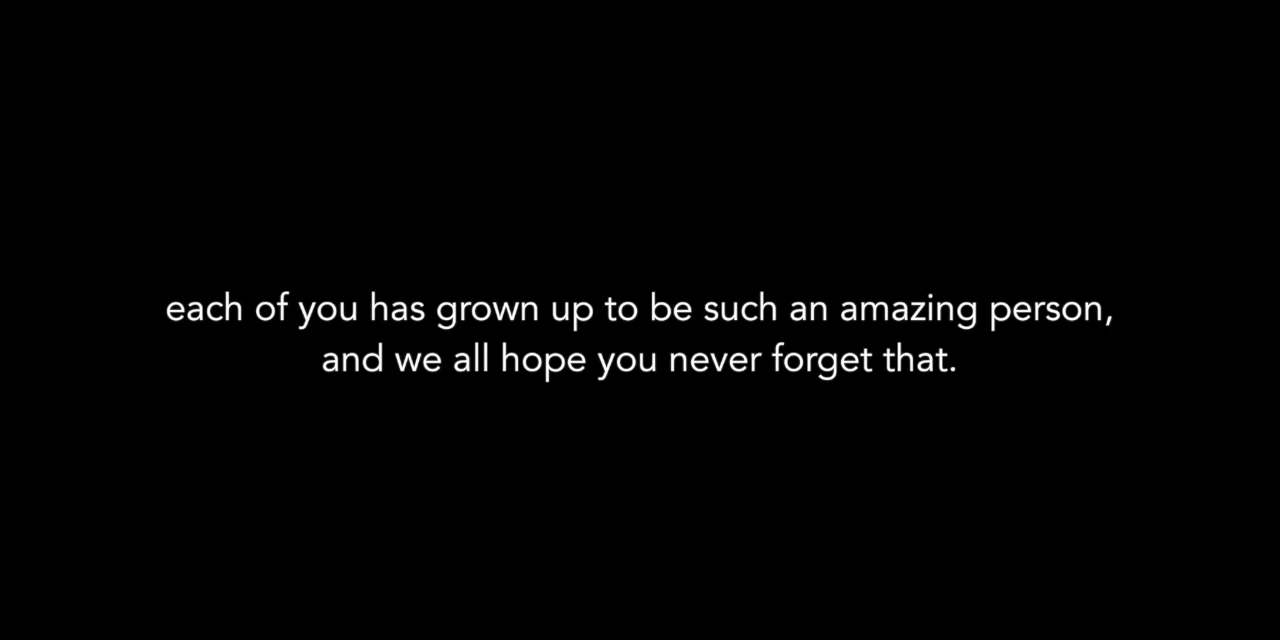 each of you has grown up to be such an amazing person,
and we all hope you never forget that.